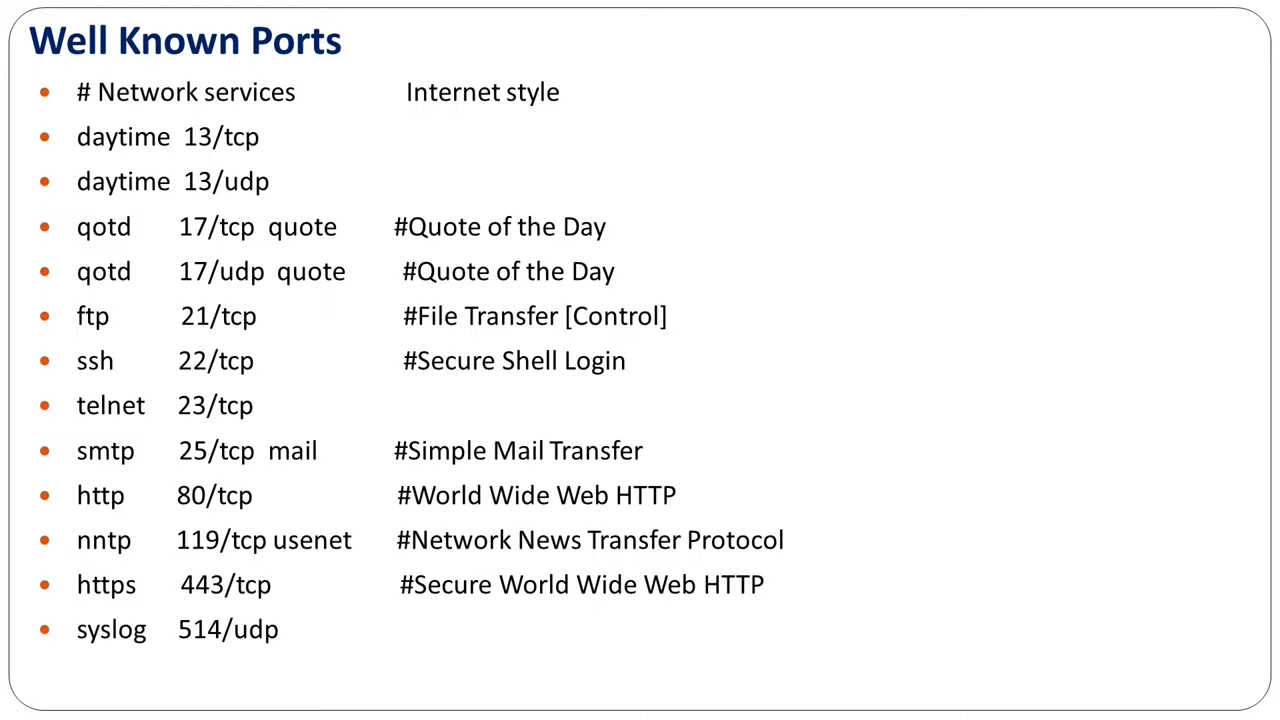 Well Known Ports
• # Network services Internet style
• daytime 13/tcp
• daytime 13/udp
• qotd 17/tcp quote #Quote of the Day
• qotd 17/udp quote #Quote of the Day
• ftp 21/tcp #File Transfer [Control]
• ssh 22/tcp #Secure Shell Login
• telnet 23/tcp
• smtp 25/tcp mail #Simple Mail Transfer
• http 80/tcp #World Wide Web HTTP
• nntp 119/tcp usenet #Network News Transfer Protocol
• https 443/tcp #Secure World Wide Web HTTP
• syslog 514/udp